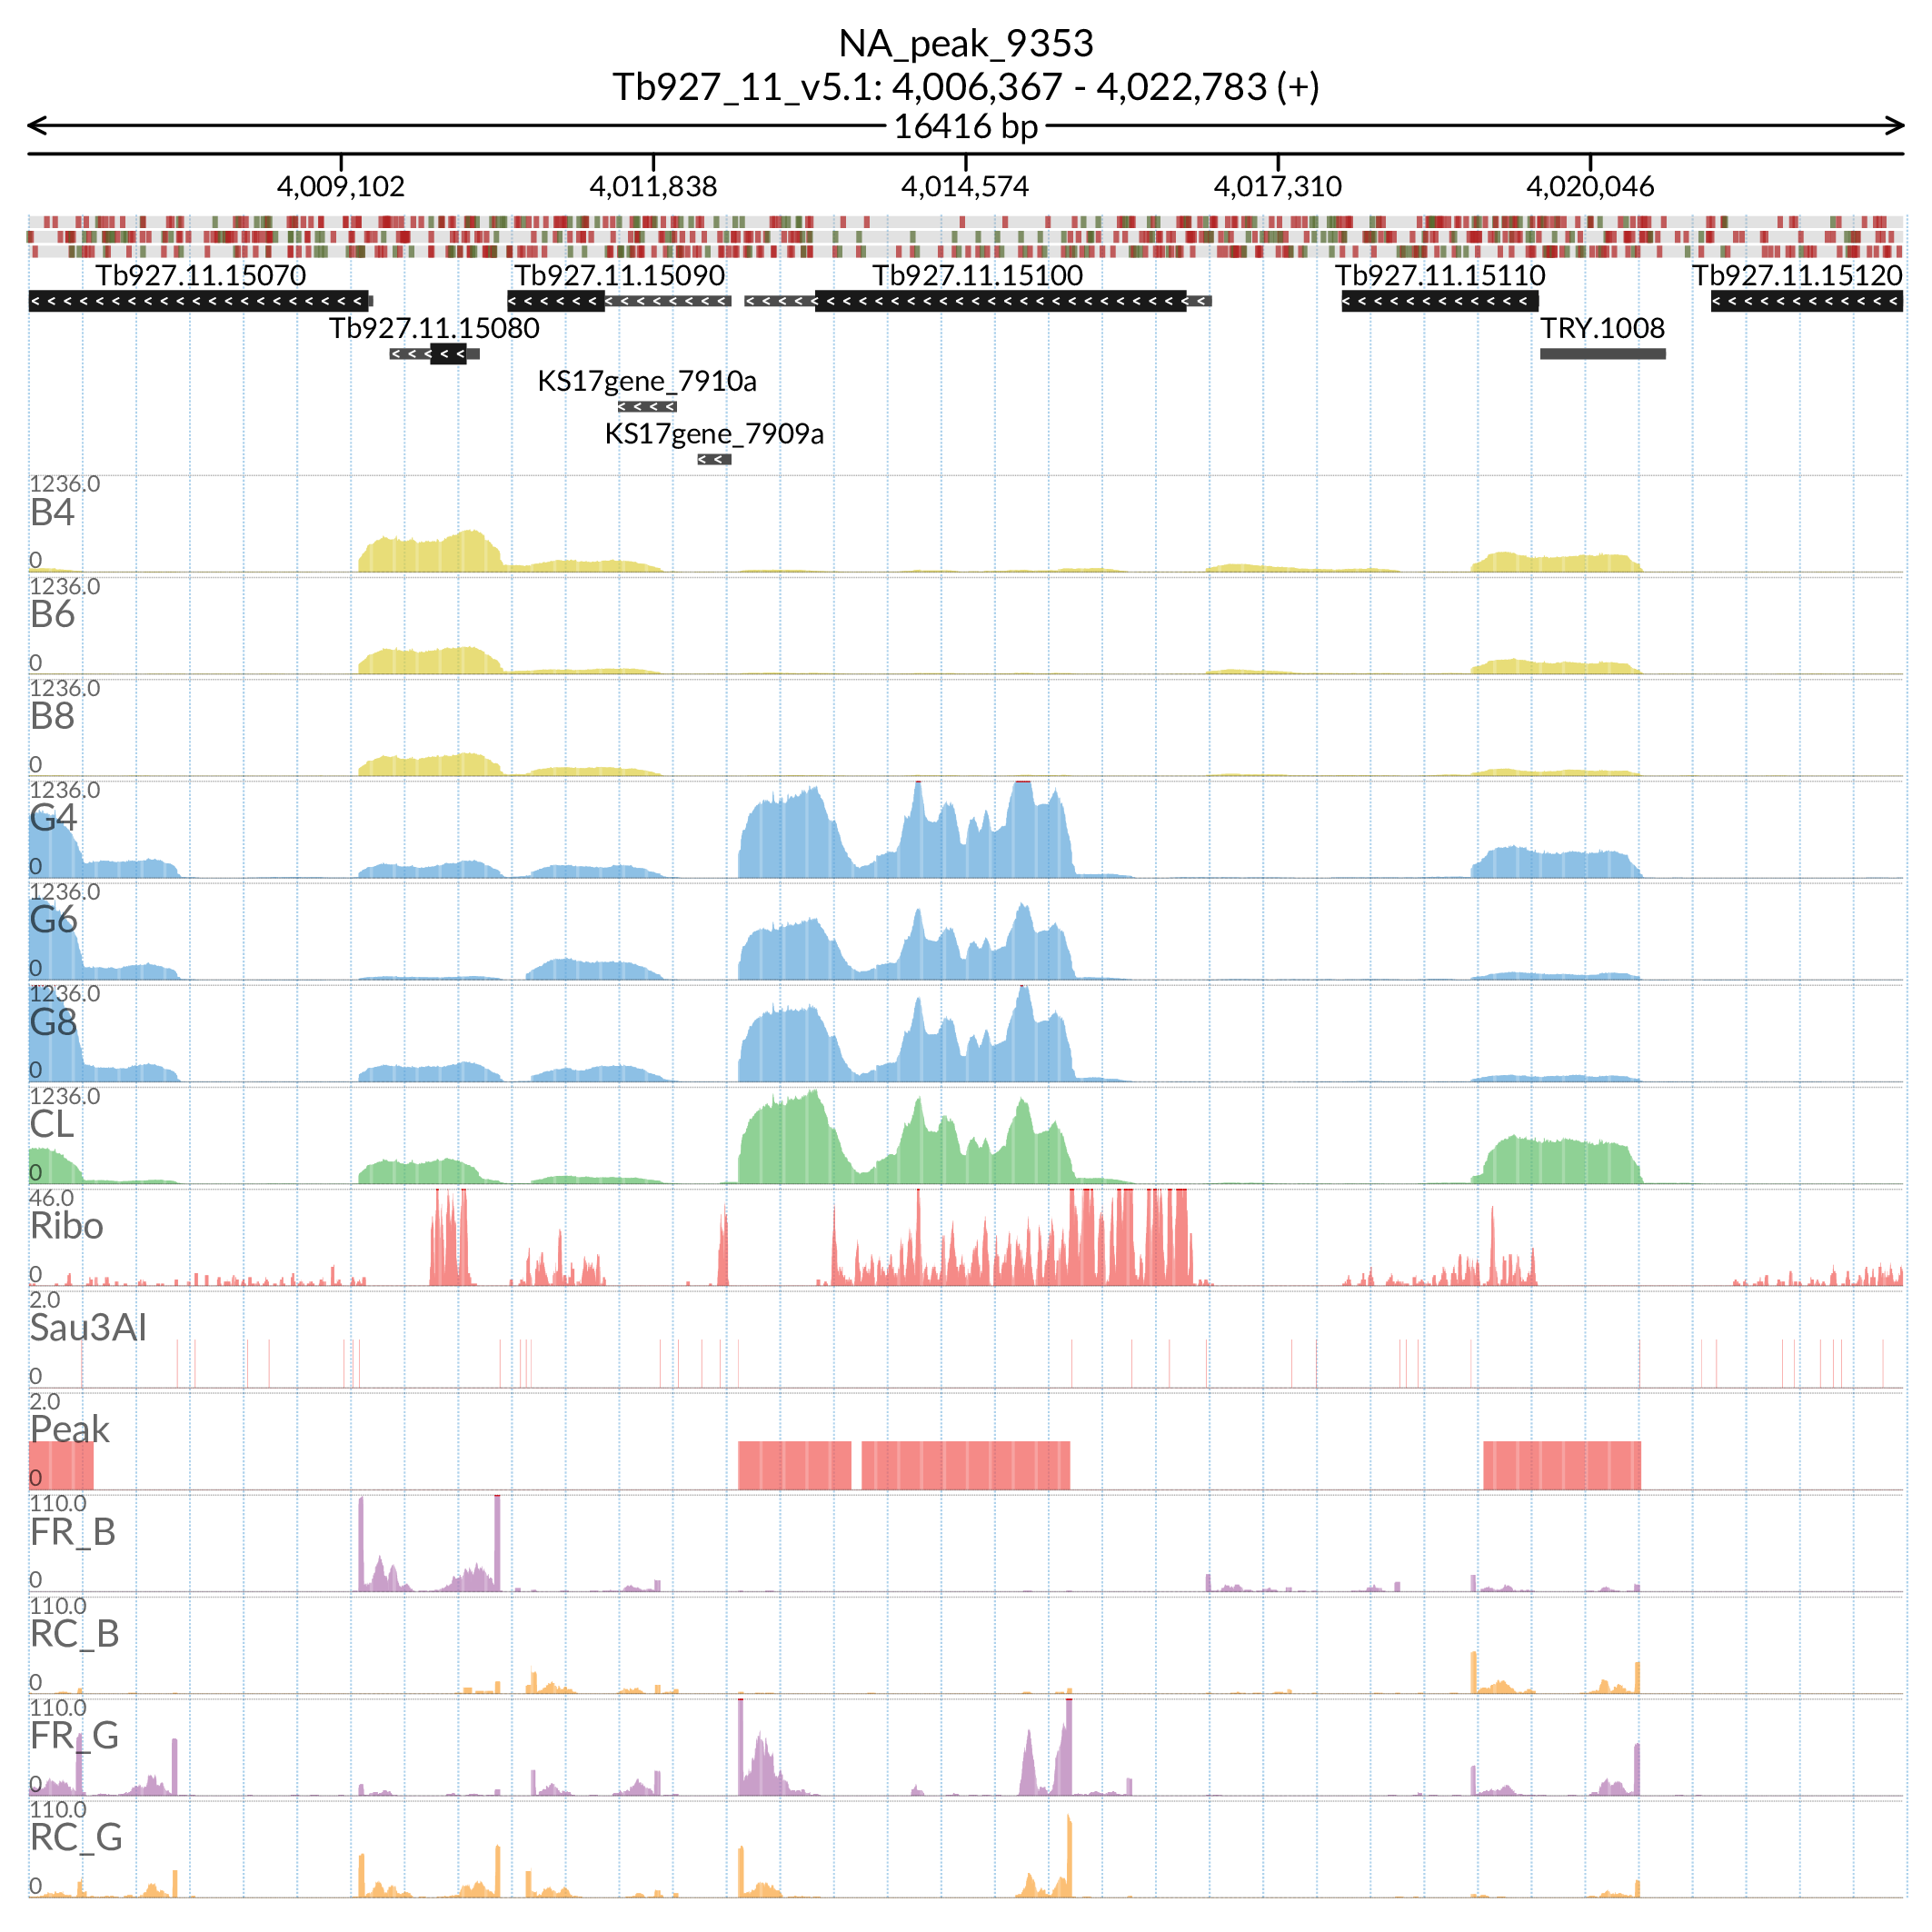 NA_peak_9353
Tb927_11_v5.1: 4,006,367 - 4,022,783 (+)
16416 bp
4,009,102 4,011,838 4,014,574 4,017,310 4,020,046
Tb927.11.15070 Tb927.11.15090 Tb927.11.15100 Tb927.11.15110 Tb927.11.15120
Tb927.11.15080 TRY.1008
KS17gene_7910a
KS17gene_7909a
1236.0
B4
0
1236.0
B6
0
1236.0
B8
0
1236.0
G4
0
1236.0
G6
0
1236.0
G8
0
1236.0
CL
0
46.0
Ribo
0
2.0
Sau3AI
0
2.0
Peak
0
110.0
FR_B
0
110.0
RC_B
0
110.0
FR_G
0
110.0
RC_G
0